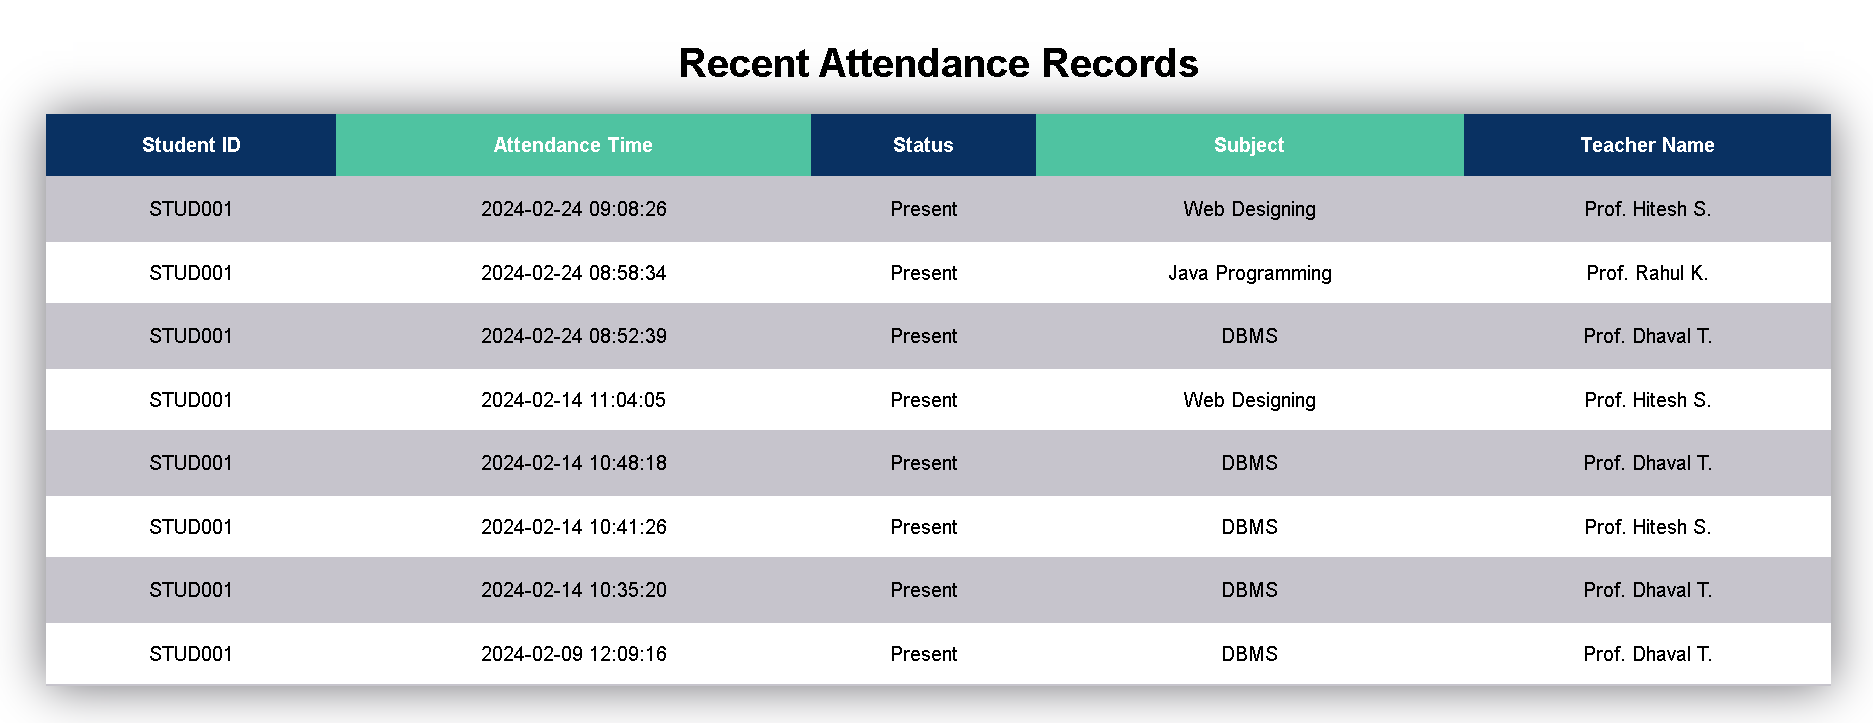 Recent Attendance Records
Student ID Attendance Time Status Subject Teacher Name
STUD001 2024-02-24 09:08:26 Present Web Designing Prof. Hitesh S.
STUD001 2024-02-24 08:58:34 Present Java Programming Prof. Rahul K.
STUD001 2024-02-24 08:52:39 Present DBMS Prof. Dhaval T.
STUD001 2024-02-14 11:04:05 Present Web Designing Prof. Hitesh S.
STUD001 2024-02-14 10:48:18 Present DBMS Prof. Dhaval T.
STUD001 2024-02-14 10:41:26 Present DBMS Prof. Hitesh S.
STUD001 2024-02-14 10:35:20 Present DBMS Prof. Dhaval T.
STUD001 2024-02-09 12:09:16 Present DBMS Prof. Dhaval T.